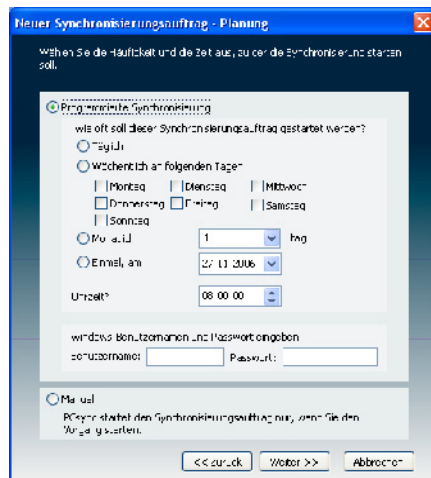 Neuer Synchronisierungsauftrag - Planung
Wählen Sie die Häufigkeit und die Zeit aus, zu der die Synchronisierung starten
soll.
Programmierte Synchronisierung
Wie oft soll dieser Synchronisierungsauftrag gestartet werden?
Täglich
Wöchentlich an folgenden Tagen
Montag Dienstag Mittwoch
Donnerstag Freitag Samstag
Sonntag
Monatlich 1 tag
Einmal, am 27-11-2006
Uhrzeit? 08:00:00
Windows Benutzernamen und Passwort eingeben
Benutzername: Passwort:
Manuel
PCsync startet den Synchronisierungsauftrag nur, wenn Sie den
Vorgang starten.
<< zurück Weiter >> Abbrechen